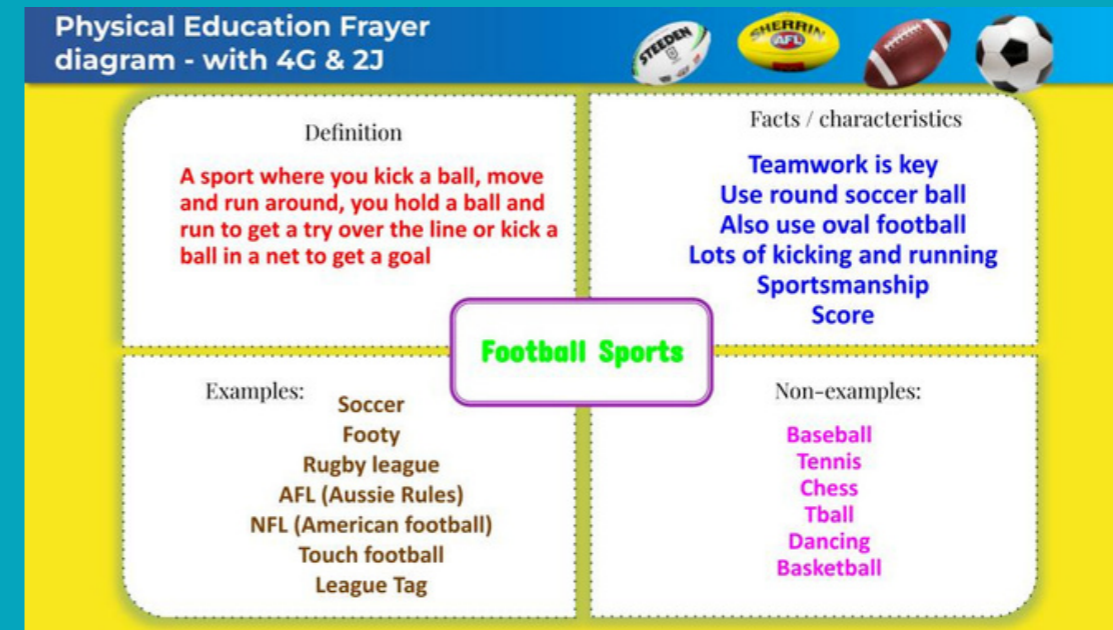 Physical Education Frayer
diagram - with 4G & 2J
STEEDEN
SHERRIN
AFL
Definition
A sport where you kick a ball, move
and run around, you hold a ball and
run to get a try over the line or kick a
ball in a net to get a goal
Facts / characteristics
Teamwork is key
Use round soccer ball
Also use oval football
Lots of kicking and running
Sportsmanship
Score
Football Sports
Examples:
Soccer
Footy
Rugby league
AFL (Aussie Rules)
NFL (American football)
Touch football
League Tag
Non-examples:
Baseball
Tennis
Chess
Tball
Dancing
Basketball